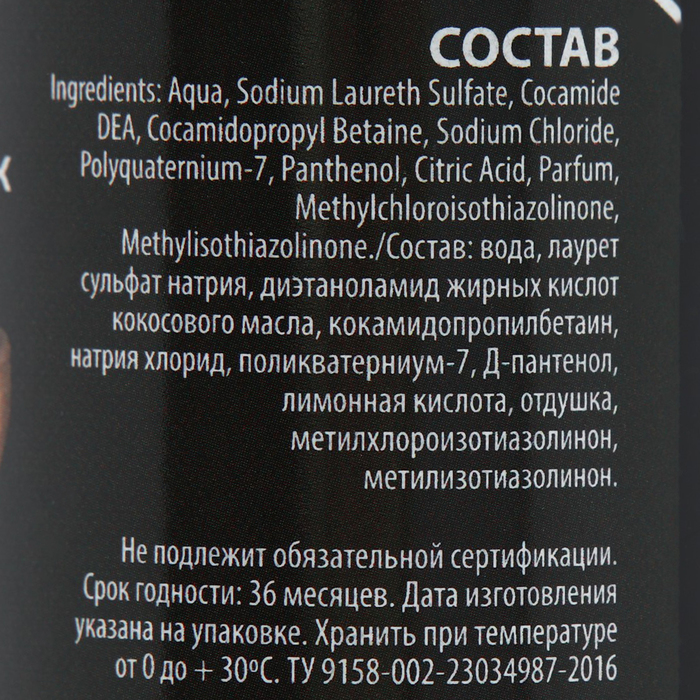 СОСТАВ
Ingredients: Aqua, Sodium Laureth Sulfate, Cocamide
DEA, Cocamidopropyl Betaine, Sodium Chloride,
Polyquaternium-7, Panthenol, Citric Acid, Parfum,
Methylchloroisothiazolinone,
Methylisothiazolinone./Состав: вода, лаурет
сульфат натрия, диэтаноламид жирных кислот
кокосового масла, кокамидопропилбетаин,
натрия хлорид, поликватерниум-7, Д-пантенол,
лимонная кислота, отдушка,
метилхлороизотиазолинон,
метилизотиазолинон.
Не подлежит обязательной сертификации.
Срок годности: 36 месяцев. Дата изготовления
указана на упаковке. Хранить при температуре
от 0 до + 30ºС. ТУ 9158-002-23034987-2016